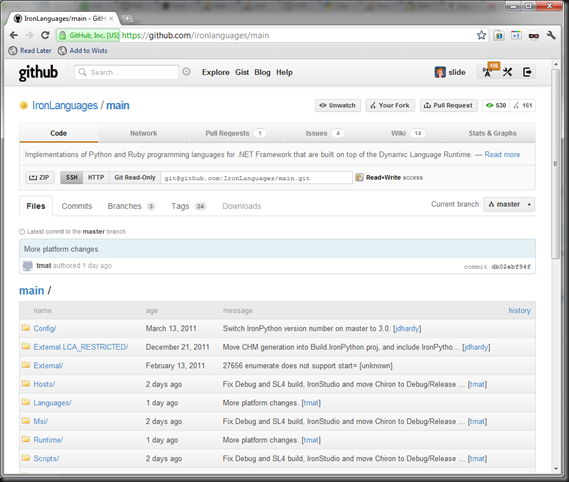 IronLanguages/main - GitH
GitHub, Inc. [US] https://github.com/IronLanguages/main
Read Later Add to Wists
github Search... Explore Gist Blog Help slide 106
IronLanguages / main Unwatch Your Fork Pull Request 530 161
Code Network Pull Requests 1 Issues 4 Wiki 14 Stats & Graphs
Implementations of Python and Ruby programming languages for .NET Framework that are built on top of the Dynamic Language Runtime. — Read more
ZIP SSH HTTP Git Read-Only git@github.com:IronLanguages/main.git Read+Write access
Files Commits Branches 3 Tags 24 Downloads Current branch: master
Latest commit to the master branch
More platform changes.
tmat authored 1 day ago commit db02ebf94f
main /
name age message history
Config/ March 13, 2011 Switch IronPython version number on master to 3.0. [jdhardy]
External.LCA_RESTRICTED/ December 21, 2011 Move CHM generation into Build.IronPython proj, and include IronPytho... [jdhardy]
External/ February 13, 2011 27656 enumerate does not support start= [unknown]
Hosts/ 2 days ago Fix Debug and SL4 build, IronStudio and move Chiron to Debug/Release ... [tmat]
Languages/ 1 day ago More platform changes. [tmat]
Msi/ 2 days ago Fix Debug and SL4 build, IronStudio and move Chiron to Debug/Release ... [tmat]
Runtime/ 1 day ago More platform changes. [tmat]
Scripts/ 2 days ago Fix Debug and SL4 build, IronStudio and move Chiron to Debug/Release ... [tmat]